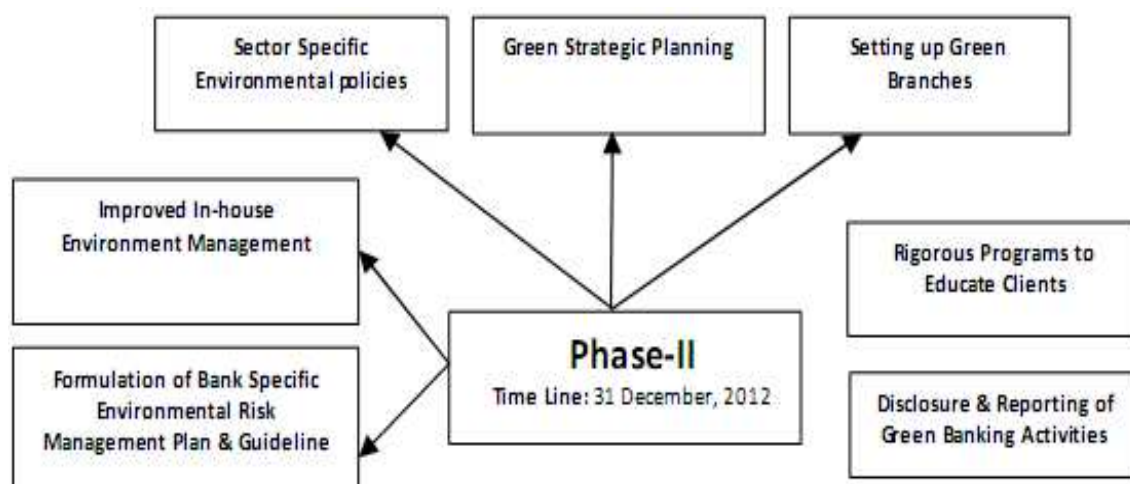 Sector Specific
Environmental policies
Green Strategic Planning
Setting up Green
Branches
Improved In-house
Environment Management
Rigorous Programs to
Educate Clients
Phase-II
Time Line: 31 December, 2012
Formulation of Bank Specific
Environmental Risk
Management Plan & Guideline
Disclosure & Reporting of
Green Banking Activities